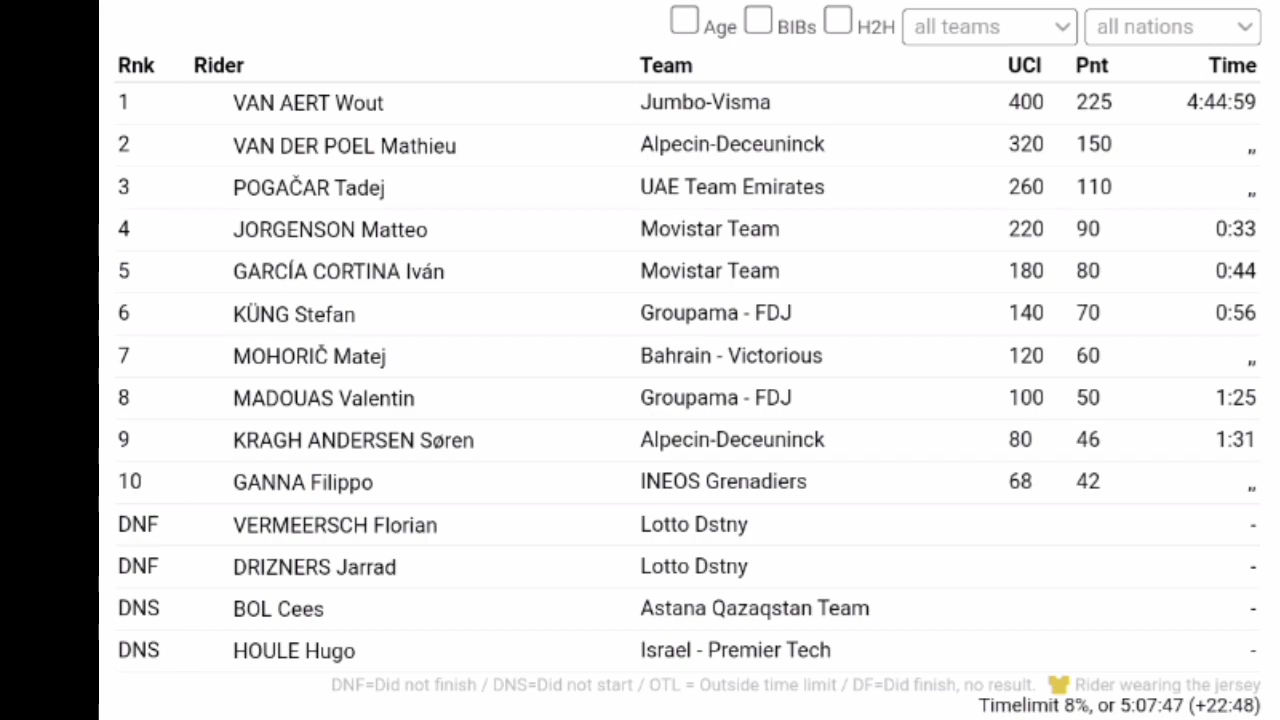 Age BIBs H2H all teams all nations
Rnk Rider Team UCI Pnt Time
1 VAN AERT Wout Jumbo-Visma 400 225 4:44:59
2 VAN DER POEL Mathieu Alpecin-Deceuninck 320 150 ,,
3 POGAČAR Tadej UAE Team Emirates 260 110 ,,
4 JORGENSON Matteo Movistar Team 220 90 0:33
5 GARCÍA CORTINA Iván Movistar Team 180 80 0:44
6 KÜNG Stefan Groupama - FDJ 140 70 0:56
7 MOHORIČ Matej Bahrain - Victorious 120 60 ,,
8 MADOUAS Valentin Groupama - FDJ 100 50 1:25
9 KRAGH ANDERSEN Søren Alpecin-Deceuninck 80 46 1:31
10 GANNA Filippo INEOS Grenadiers 68 42 ,,
DNF VERMEERSCH Florian Lotto Dstny -
DNF DRIZNERS Jarrad Lotto Dstny -
DNS BOL Cees Astana Qazaqstan Team -
DNS HOULE Hugo Israel - Premier Tech -
DNF=Did not finish / DNS=Did not start / OTL = Outside time limit / DF=Did finish, no result. Rider wearing the jersey
Timelimit 8%, or 5:07:47 (+22:48)